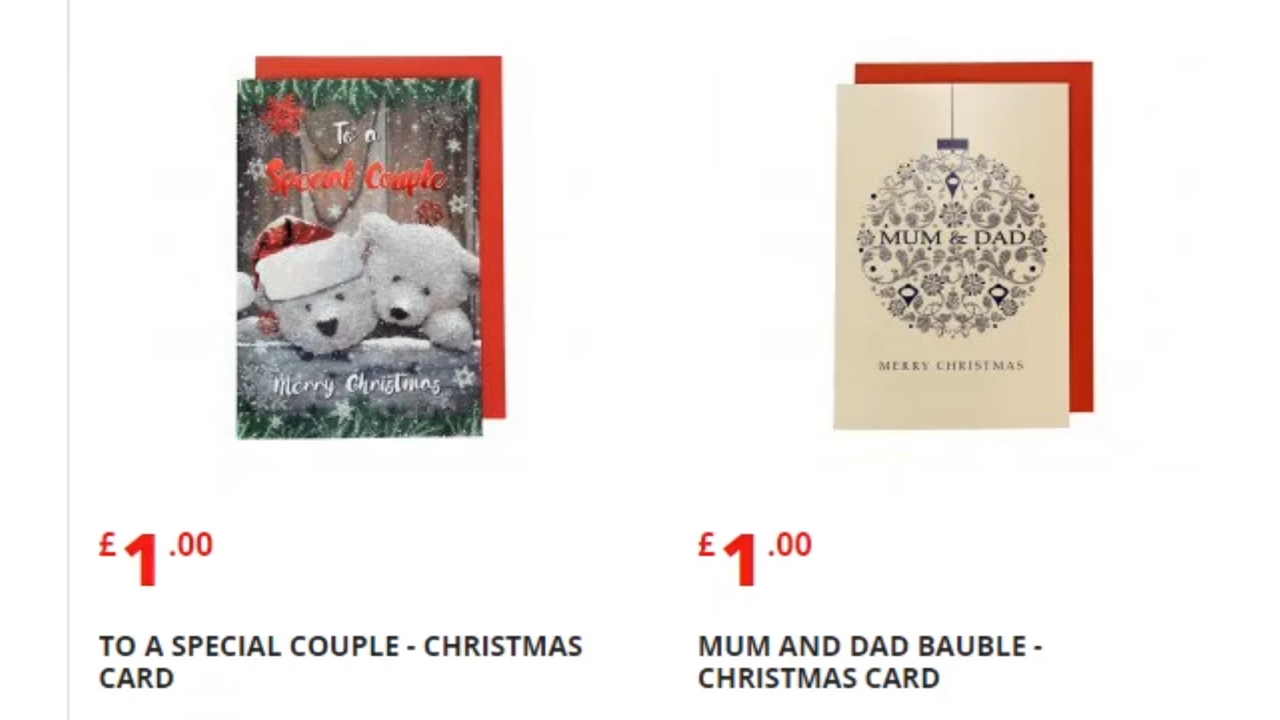 To a
Special Couple
Merry Christmas
MUM & DAD
MERRY CHRISTMAS
£1.00
£1.00
TO A SPECIAL COUPLE - CHRISTMAS
CARD
MUM AND DAD BAUBLE -
CHRISTMAS CARD